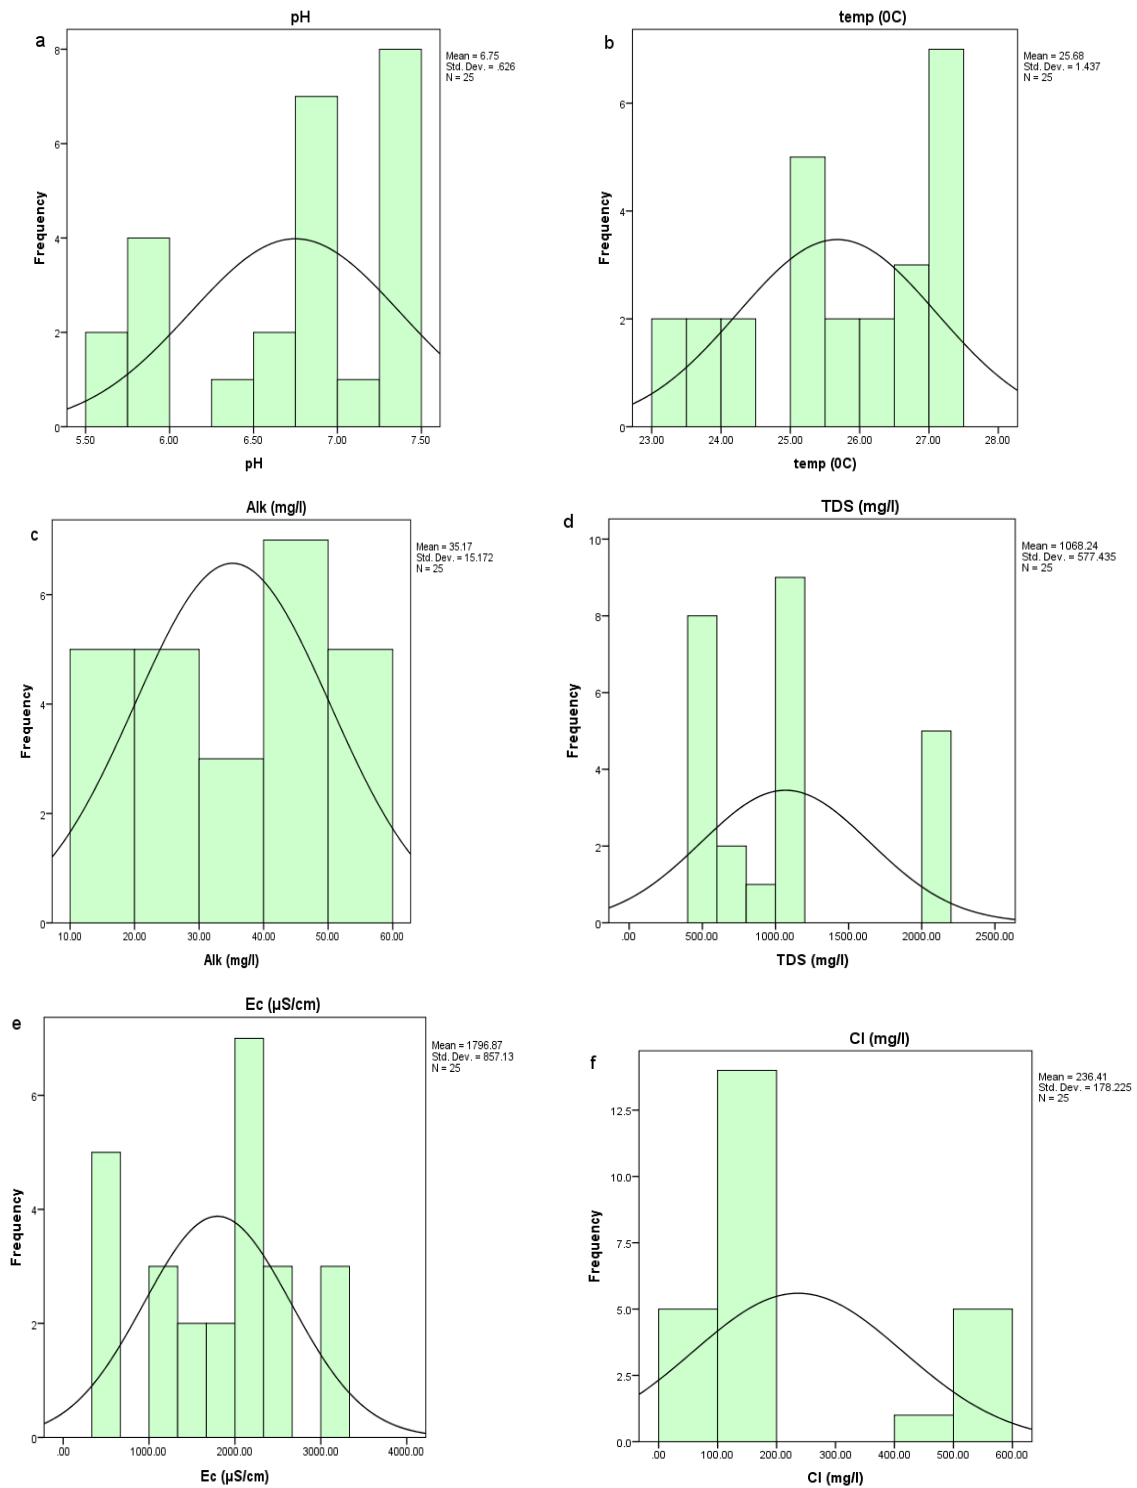 a
pH
Mean = 6.75
Std. Dev. = .626
N = 25
Frequency
8
6
4
2
0
5.50 6.00 6.50 7.00 7.50
pH
b
temp (0C)
Mean = 25.68
Std. Dev. = 1.437
N = 25
Frequency
6
4
2
0
23.00 24.00 25.00 26.00 27.00 28.00
temp (0C)
c
Alk (mg/l)
Mean = 35.17
Std. Dev. = 15.172
N = 25
Frequency
6
4
2
0
10.00 20.00 30.00 40.00 50.00 60.00
Alk (mg/l)
d
TDS (mg/l)
Mean = 1068.24
Std. Dev. = 577.435
N = 25
Frequency
10
8
6
4
2
0
.00 500.00 1000.00 1500.00 2000.00 2500.00
TDS (mg/l)
e
Ec (µS/cm)
Mean = 1796.87
Std. Dev. = 857.13
N = 25
Frequency
6
4
2
0
.00 1000.00 2000.00 3000.00 4000.00
Ec (µS/cm)
f
Cl (mg/l)
Mean = 236.41
Std. Dev. = 178.225
N = 25
Frequency
12.5
10.0
7.5
5.0
2.5
0.0
.00 100.00 200.00 300.00 400.00 500.00 600.00
Cl (mg/l)